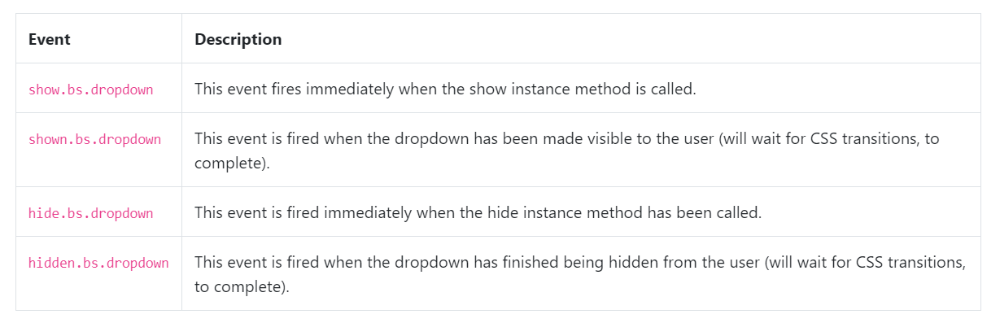 Event Description
show.bs.dropdown This event fires immediately when the show instance method is called.
shown.bs.dropdown This event is fired when the dropdown has been made visible to the user (will wait for CSS transitions, to
complete).
hide.bs.dropdown This event is fired immediately when the hide instance method has been called.
hidden.bs.dropdown This event is fired when the dropdown has finished being hidden from the user (will wait for CSS transitions,
to complete).